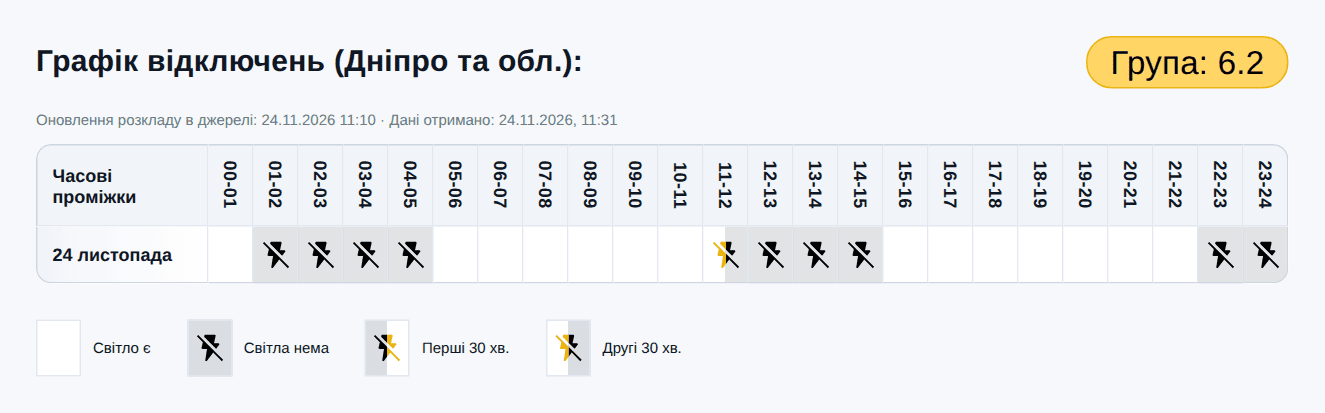 Графік відключень (Дніпро та обл.):
Група: 6.2
Оновлення розкладу в джерелі: 24.11.2026 11:10 · Дані отримано: 24.11.2026, 11:31
Часові
проміжки
00-01 01-02 02-03 03-04 04-05 05-06 06-07 07-08 08-09 09-10 10-11 11-12 12-13 13-14 14-15 15-16 16-17 17-18 18-19 19-20 20-21 21-22 22-23 23-24
24 листопада
Світло є Світла нема Перші 30 хв. Другі 30 хв.